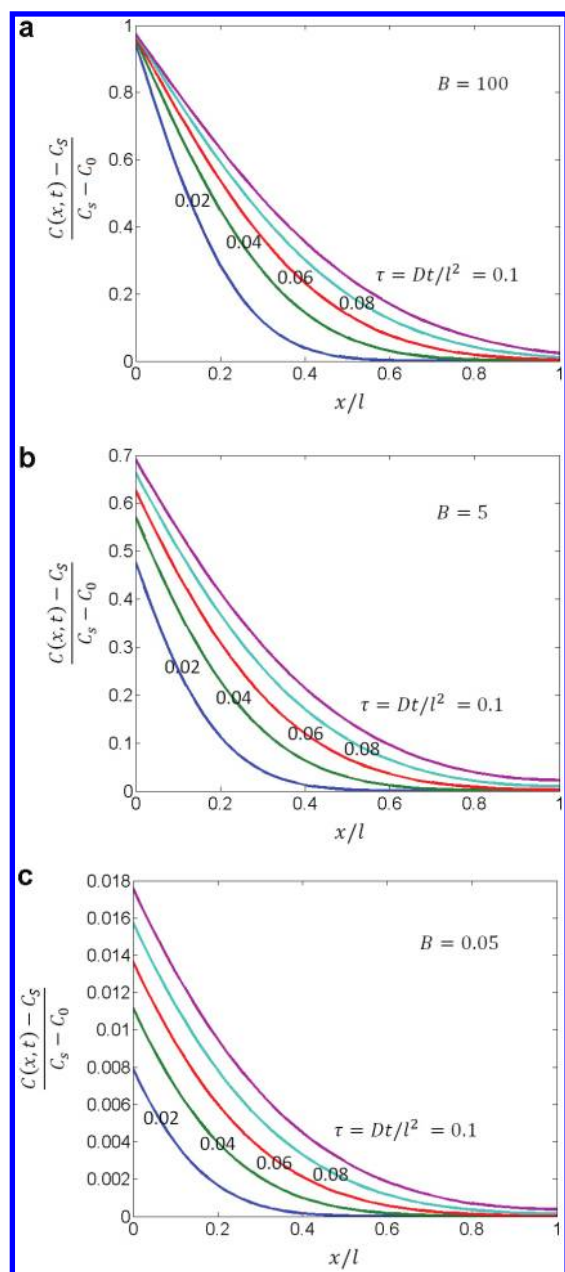 a
B = 100
C(x, t) − C_S
C_s − C_0
1
0.8
0.6
0.4
0.2
0
0.02
0.04
0.06
0.08
τ = Dt/l² = 0.1
0 0.2 0.4 0.6 0.8 1
x/l
b
B = 5
C(x, t) − C_S
C_s − C_0
0.7
0.6
0.5
0.4
0.3
0.2
0.1
0
0.02
0.04
0.06
0.08
τ = Dt/l² = 0.1
0 0.2 0.4 0.6 0.8 1
x/l
c
B = 0.05
C(x, t) − C_S
C_s − C_0
0.018
0.016
0.014
0.012
0.01
0.008
0.006
0.004
0.002
0
0.02
0.04
0.06
0.08
τ = Dt/l² = 0.1
0 0.2 0.4 0.6 0.8 1
x/l